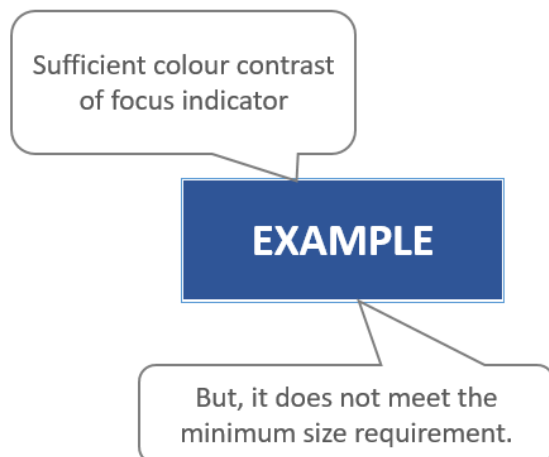 Sufficient colour contrast
of focus indicator
EXAMPLE
But, it does not meet the
minimum size requirement.